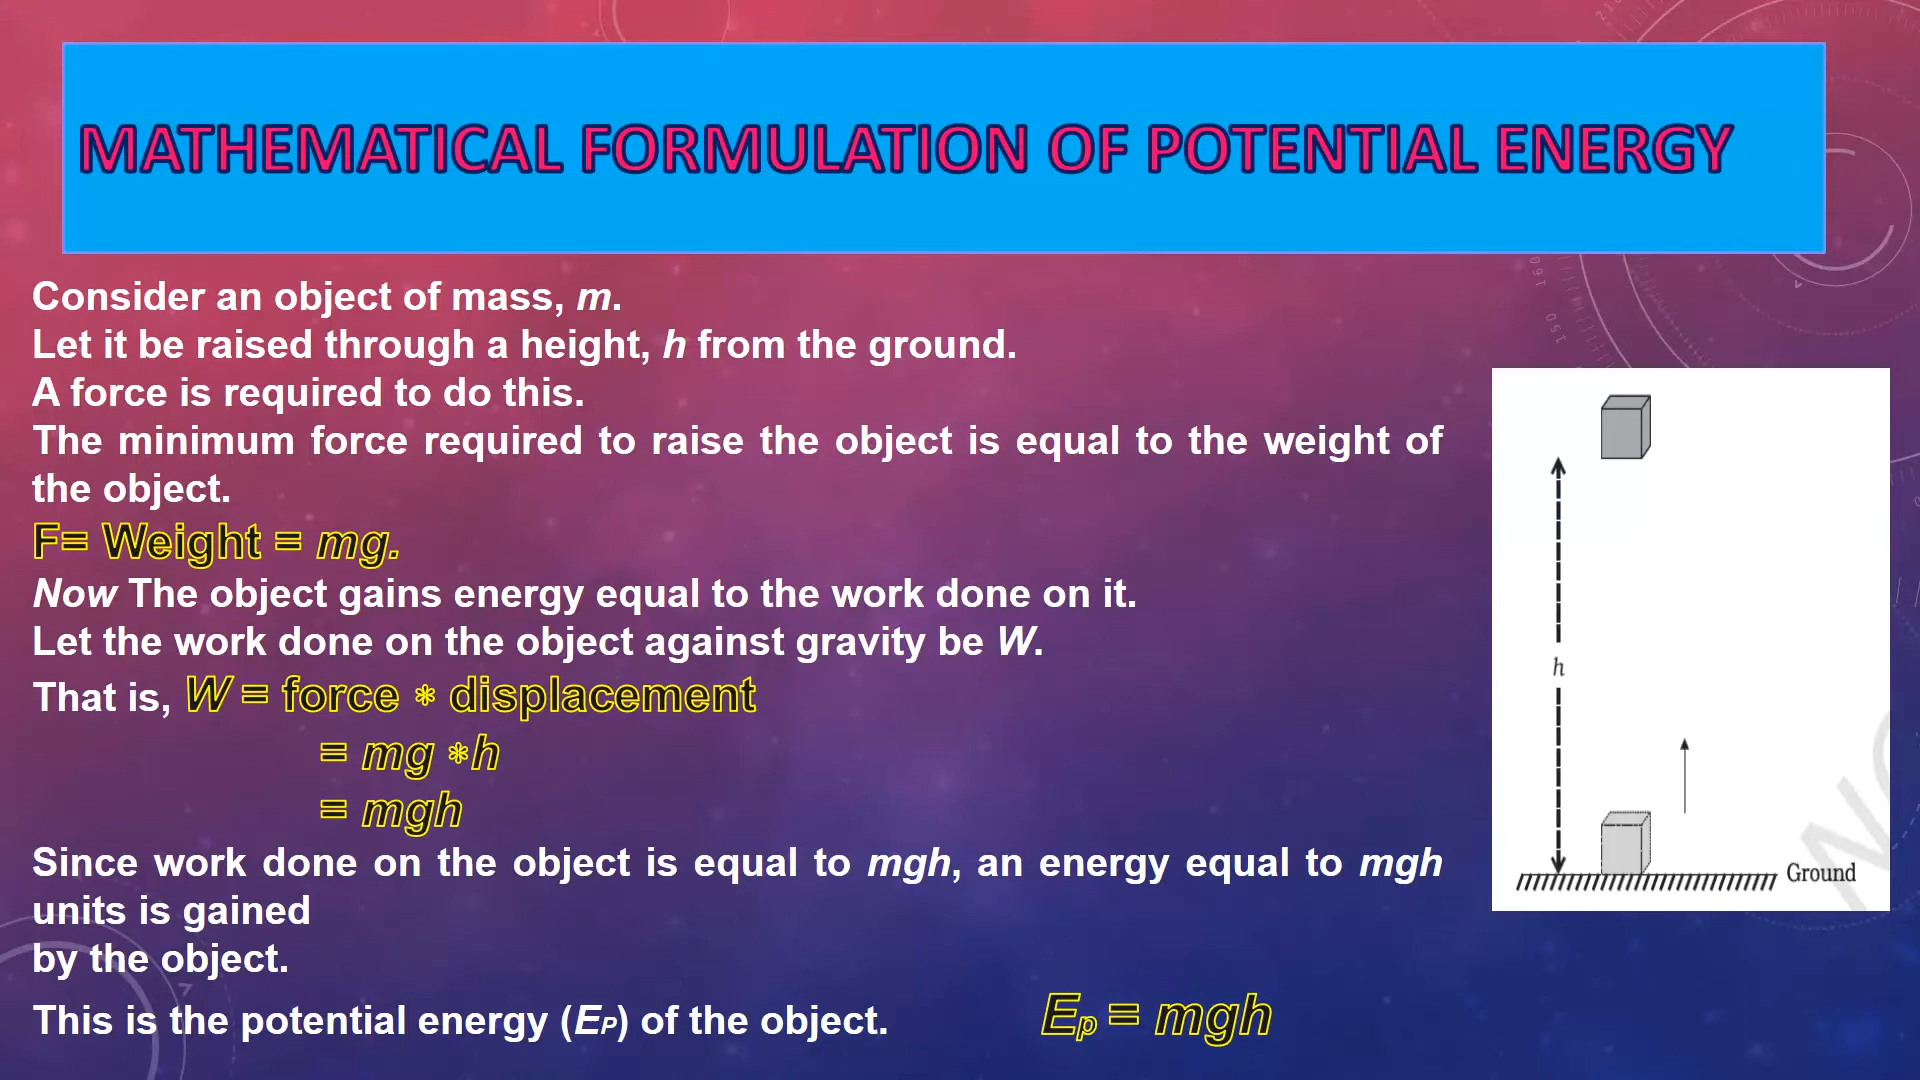 MATHEMATICAL FORMULATION OF POTENTIAL ENERGY
Consider an object of mass, m.
Let it be raised through a height, h from the ground.
A force is required to do this.
The minimum force required to raise the object is equal to the weight of
the object.
F= Weight = mg.
Now The object gains energy equal to the work done on it.
Let the work done on the object against gravity be W.
That is, W = force * displacement
= mg *h
= mgh
Since work done on the object is equal to mgh, an energy equal to mgh
units is gained
by the object.
This is the potential energy (EP) of the object.
Ep = mgh
h
Ground
160
150